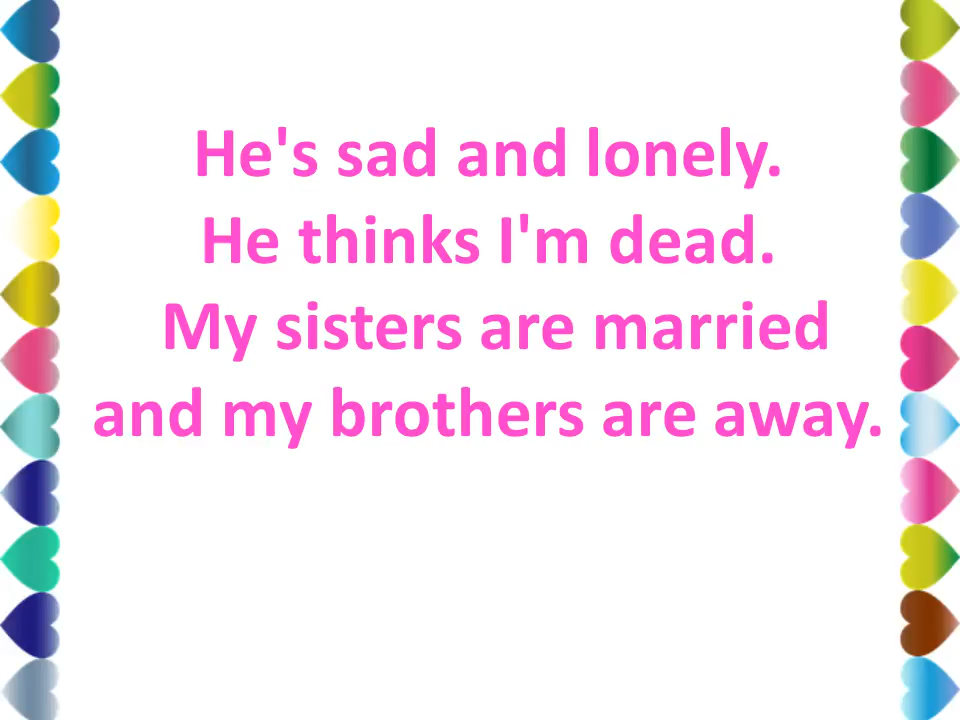 He's sad and lonely.
He thinks I'm dead.
My sisters are married
and my brothers are away.